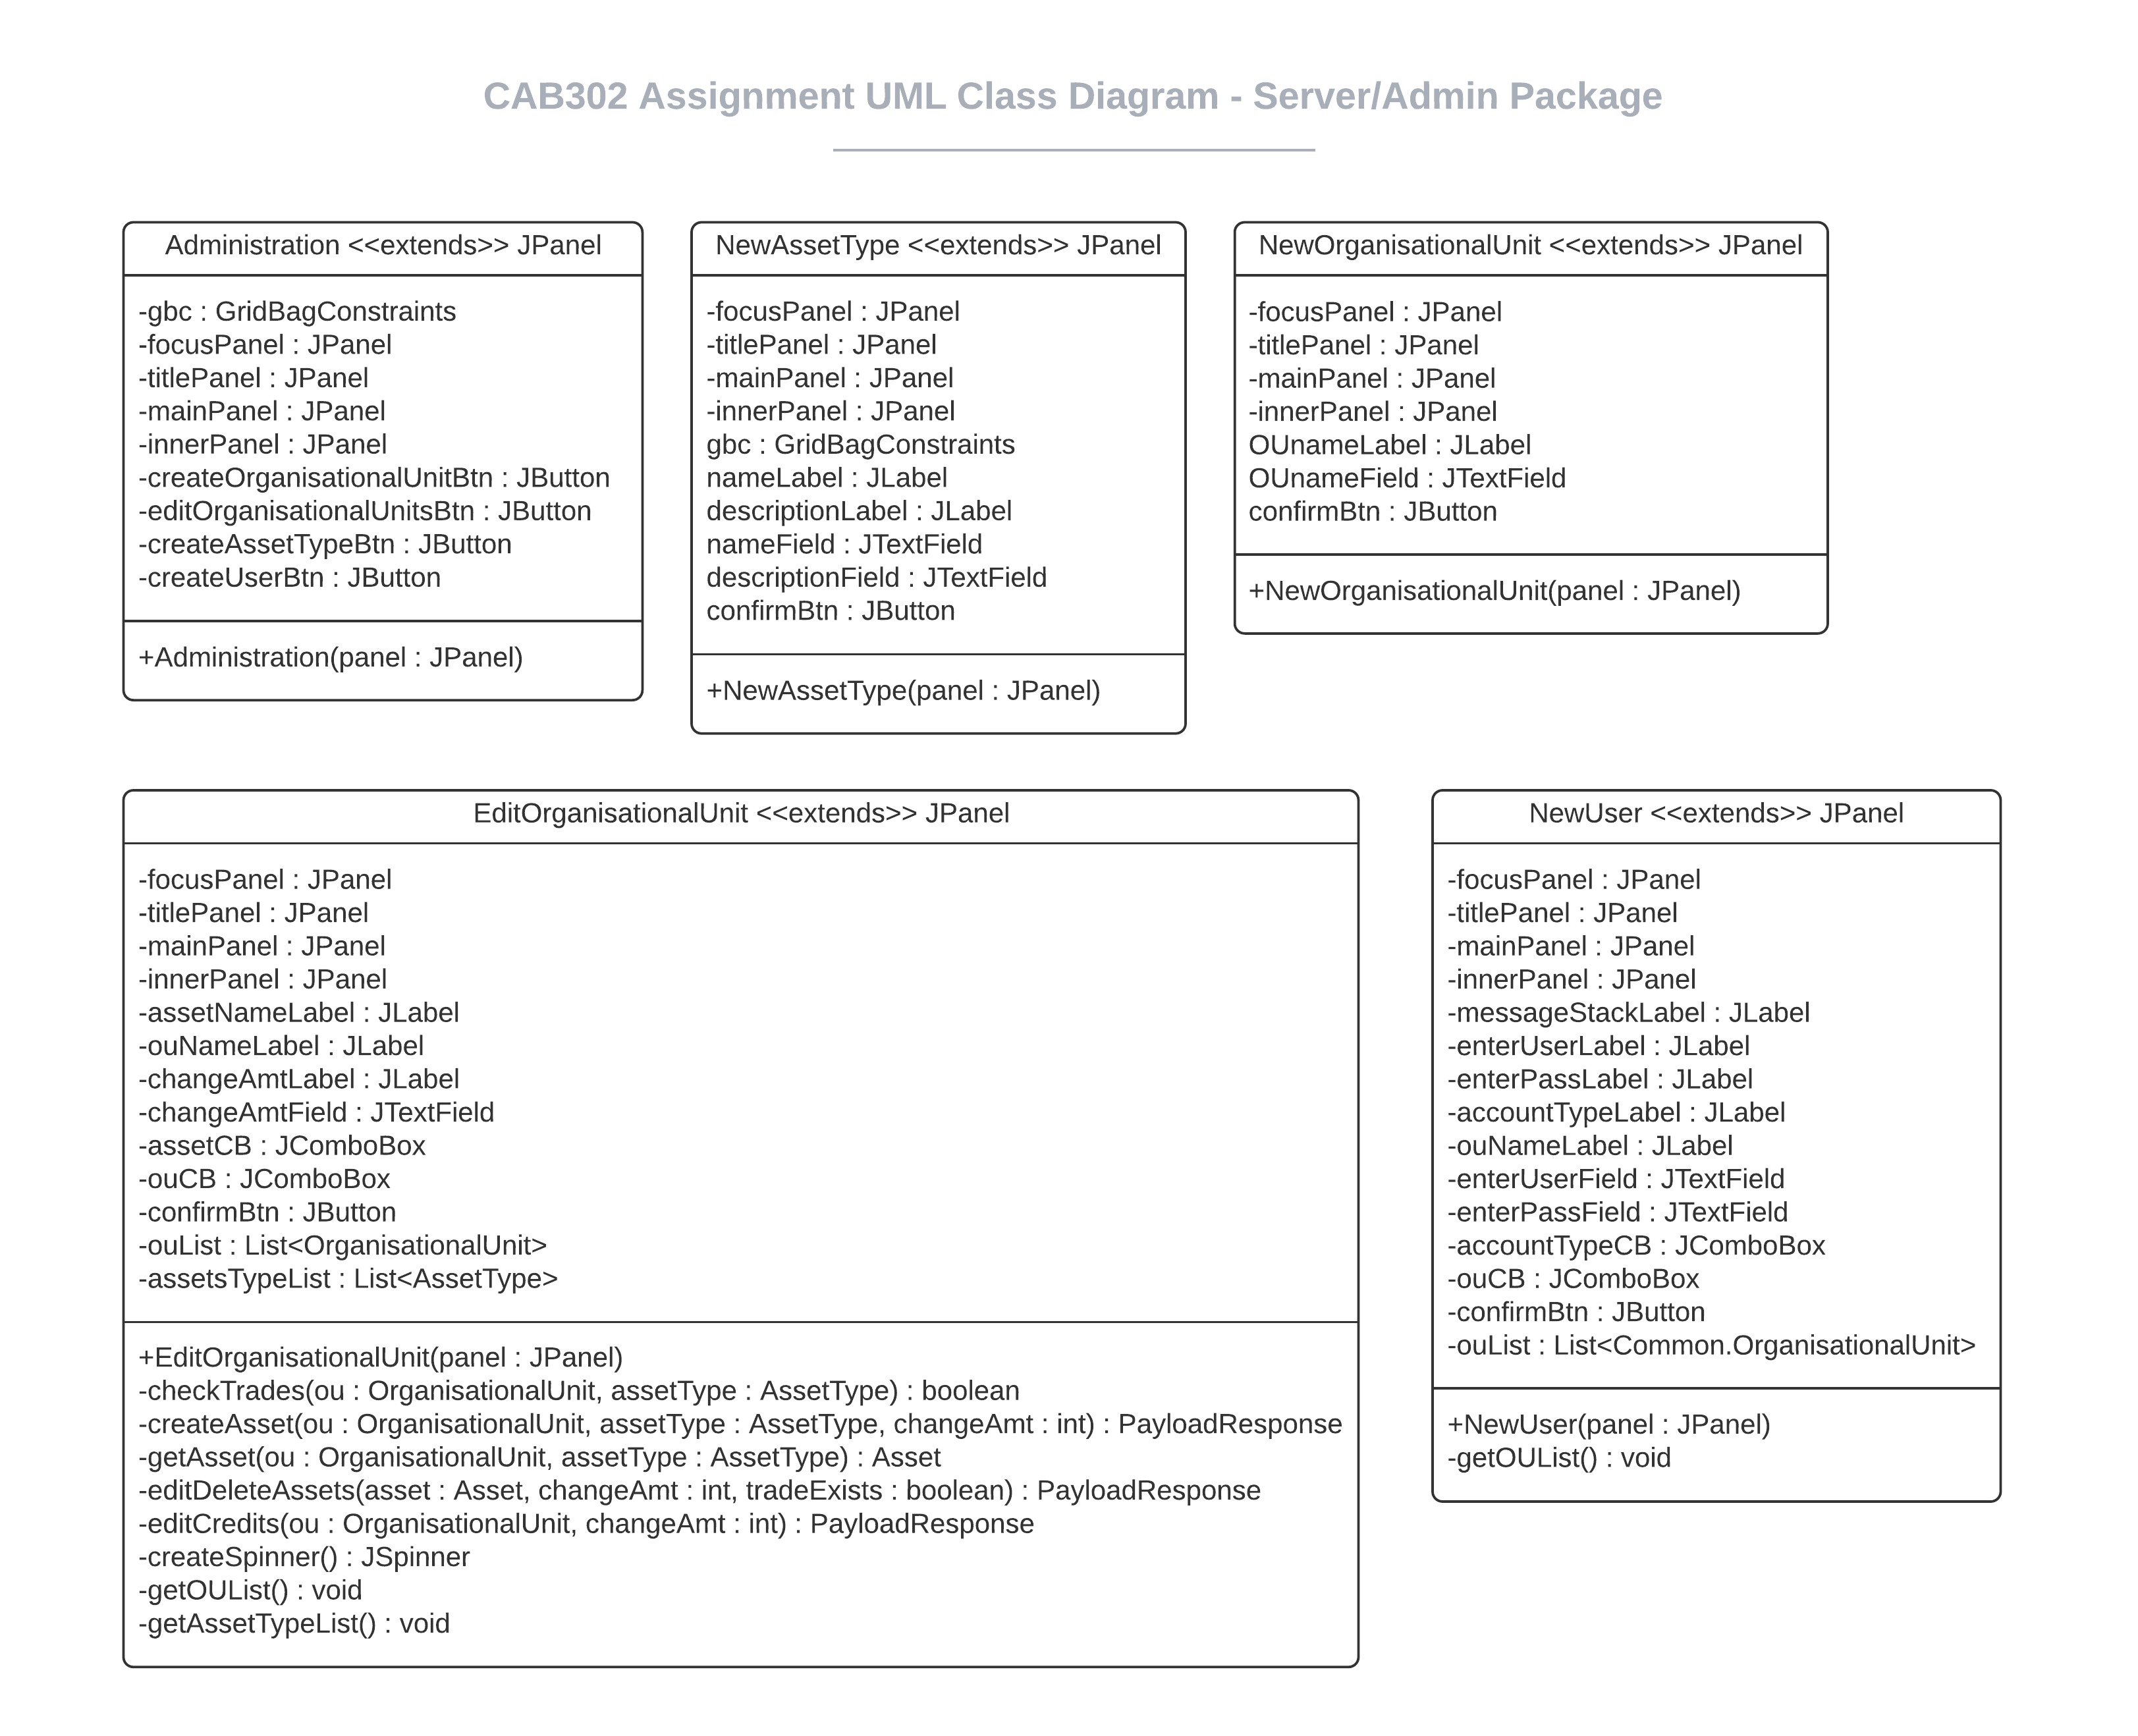 CAB302 Assignment UML Class Diagram - Server/Admin Package
Administration <<extends>> JPanel
-gbc : GridBagConstraints
-focusPanel : JPanel
-titlePanel : JPanel
-mainPanel : JPanel
-innerPanel : JPanel
-createOrganisationalUnitBtn : JButton
-editOrganisationalUnitsBtn : JButton
-createAssetTypeBtn : JButton
-createUserBtn : JButton
+Administration(panel : JPanel)
NewAssetType <<extends>> JPanel
-focusPanel : JPanel
-titlePanel : JPanel
-mainPanel : JPanel
-innerPanel : JPanel
gbc : GridBagConstraints
nameLabel : JLabel
descriptionLabel : JLabel
nameField : JTextField
descriptionField : JTextField
confirmBtn : JButton
+NewAssetType(panel : JPanel)
NewOrganisationalUnit <<extends>> JPanel
-focusPanel : JPanel
-titlePanel : JPanel
-mainPanel : JPanel
-innerPanel : JPanel
OUnameLabel : JLabel
OUnameField : JTextField
confirmBtn : JButton
+NewOrganisationalUnit(panel : JPanel)
EditOrganisationalUnit <<extends>> JPanel
-focusPanel : JPanel
-titlePanel : JPanel
-mainPanel : JPanel
-innerPanel : JPanel
-assetNameLabel : JLabel
-ouNameLabel : JLabel
-changeAmtLabel : JLabel
-changeAmtField : JTextField
-assetCB : JComboBox
-ouCB : JComboBox
-confirmBtn : JButton
-ouList : List<OrganisationalUnit>
-assetsTypeList : List<AssetType>
+EditOrganisationalUnit(panel : JPanel)
-checkTrades(ou : OrganisationalUnit, assetType : AssetType) : boolean
-createAsset(ou : OrganisationalUnit, assetType : AssetType, changeAmt : int) : PayloadResponse
-getAsset(ou : OrganisationalUnit, assetType : AssetType) : Asset
-editDeleteAssets(asset : Asset, changeAmt : int, tradeExists : boolean) : PayloadResponse
-editCredits(ou : OrganisationalUnit, changeAmt : int) : PayloadResponse
-createSpinner() : JSpinner
-getOUList() : void
-getAssetTypeList() : void
NewUser <<extends>> JPanel
-focusPanel : JPanel
-titlePanel : JPanel
-mainPanel : JPanel
-innerPanel : JPanel
-messageStackLabel : JLabel
-enterUserLabel : JLabel
-enterPassLabel : JLabel
-accountTypeLabel : JLabel
-ouNameLabel : JLabel
-enterUserField : JTextField
-enterPassField : JTextField
-accountTypeCB : JComboBox
-ouCB : JComboBox
-confirmBtn : JButton
-ouList : List<Common.OrganisationalUnit>
+NewUser(panel : JPanel)
-getOUList() : void